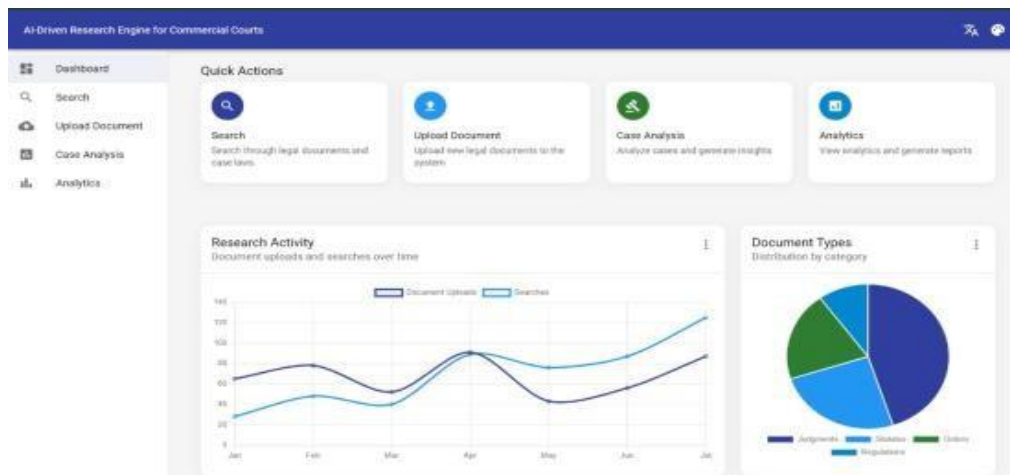 AI-Driven Research Engine for Commercial Courts
Dashboard
Search
Upload Document
Case Analysis
Analytics
Quick Actions
Search
Search through legal documents and
case laws
Upload Document
Upload new legal documents to the
system
Case Analysis
Analyze cases and generate insights
Analytics
View analytics and generate reports
Research Activity
Document uploads and searches over time
Document Uploads Searches
140
120
100
80
60
40
20
0
Jan Feb Mar Apr May Jun Jul
Document Types
Distribution by category
Judgments Statutes Orders
Regulations